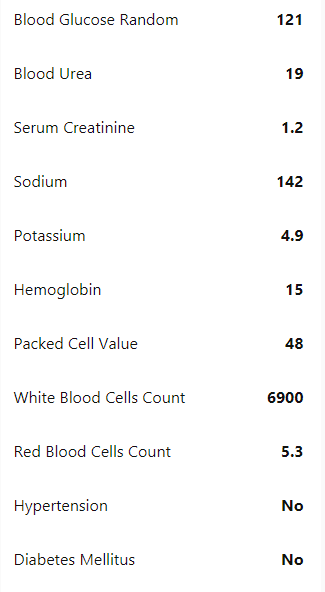 Blood Glucose Random 121
Blood Urea 19
Serum Creatinine 1.2
Sodium 142
Potassium 4.9
Hemoglobin 15
Packed Cell Value 48
White Blood Cells Count 6900
Red Blood Cells Count 5.3
Hypertension No
Diabetes Mellitus No